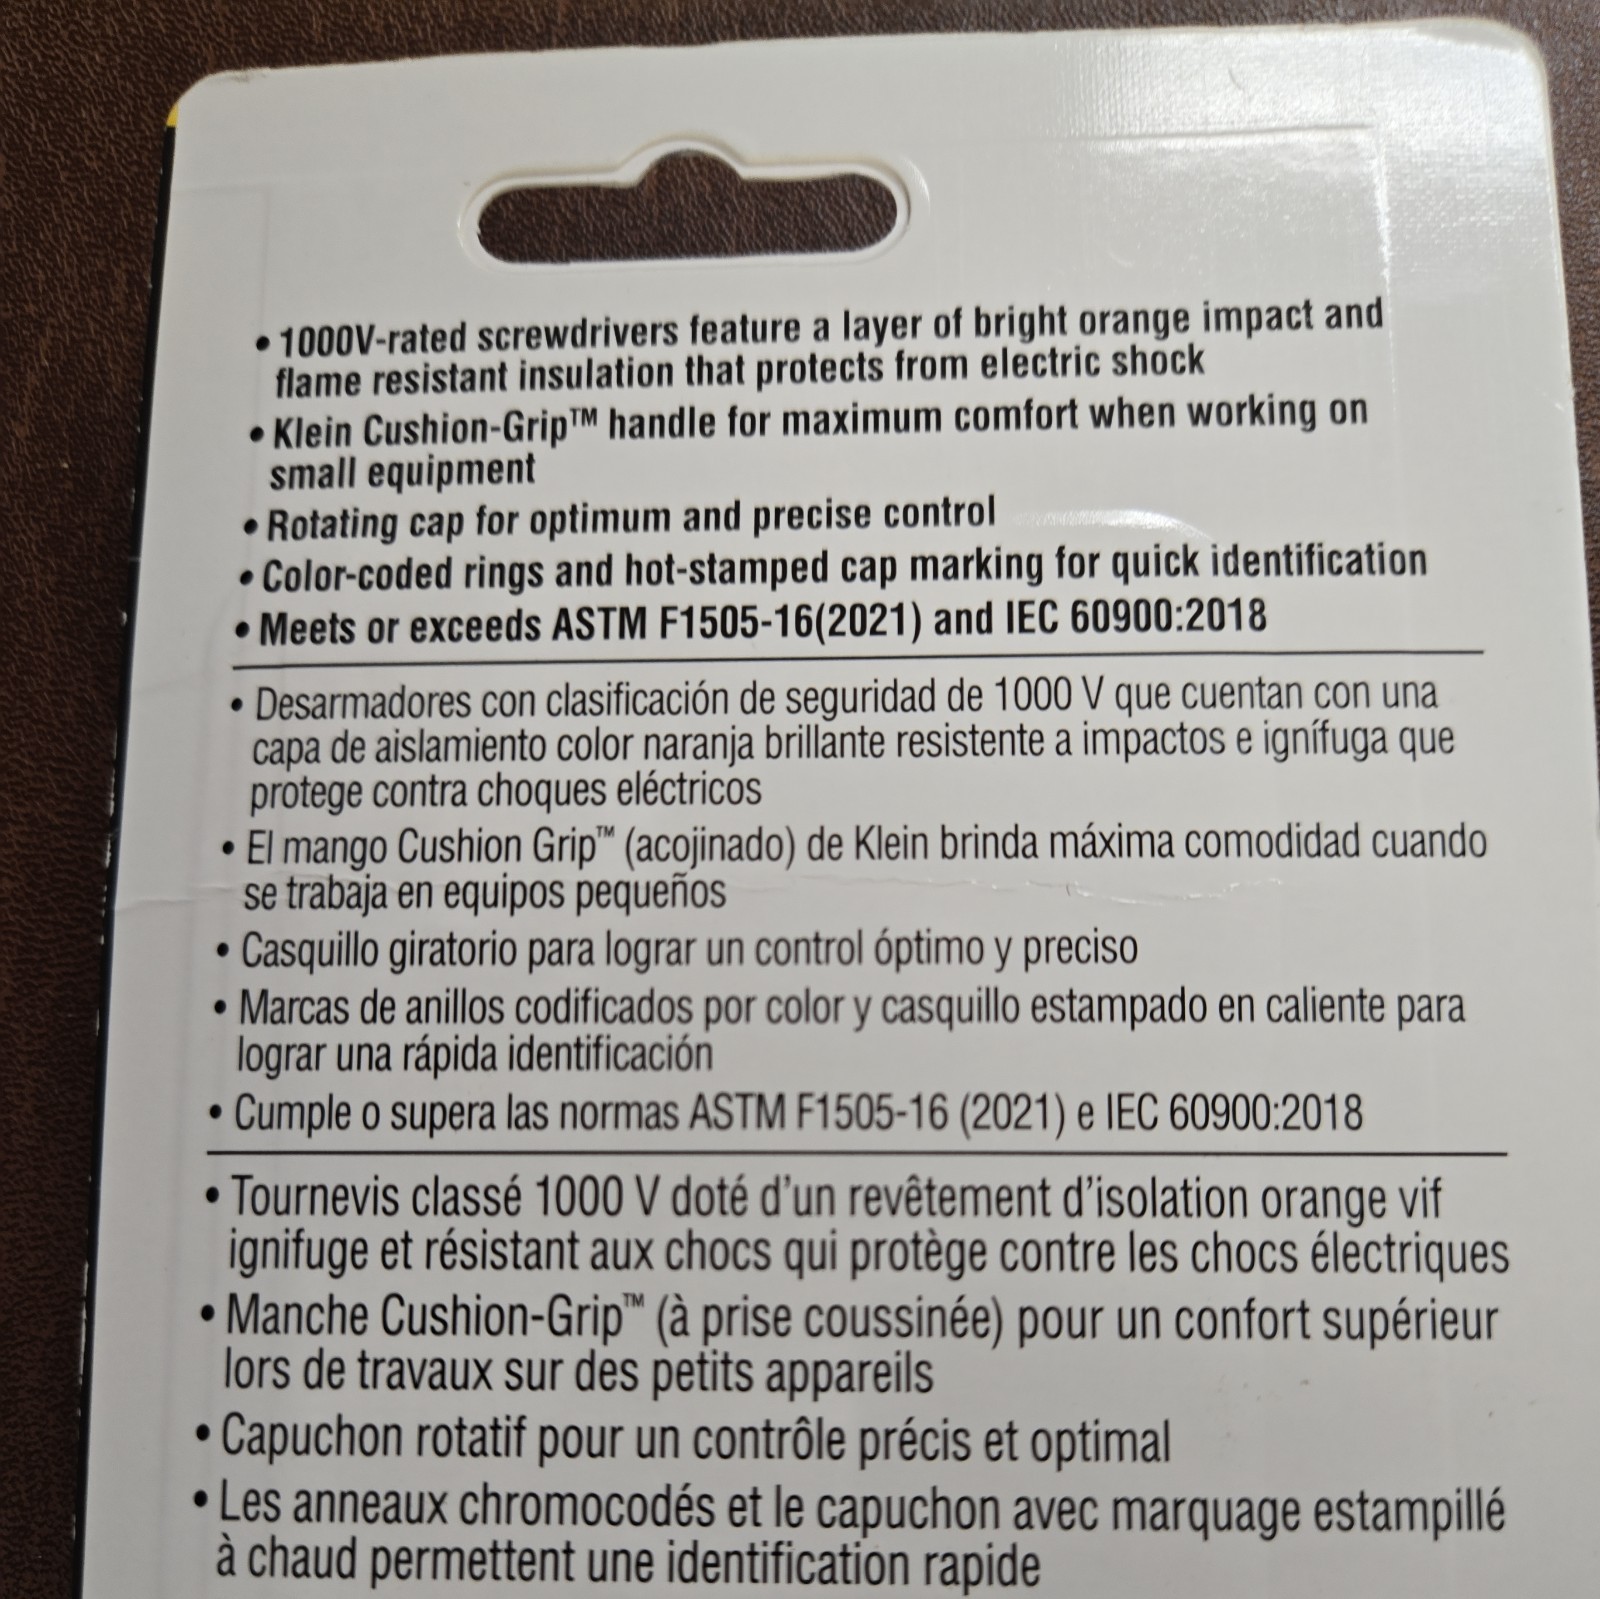 • 1000V-rated screwdrivers feature a layer of bright orange impact and
flame resistant insulation that protects from electric shock
• Klein Cushion-Grip™ handle for maximum comfort when working on
small equipment
• Rotating cap for optimum and precise control
• Color-coded rings and hot-stamped cap marking for quick identification
• Meets or exceeds ASTM F1505-16(2021) and IEC 60900:2018
• Desarmadores con clasificación de seguridad de 1000 V que cuentan con una
capa de aislamiento color naranja brillante resistente a impactos e ignífuga que
protege contra choques eléctricos
• El mango Cushion Grip™ (acojinado) de Klein brinda máxima comodidad cuando
se trabaja en equipos pequeños
• Casquillo giratorio para lograr un control óptimo y preciso
• Marcas de anillos codificados por color y casquillo estampado en caliente para
lograr una rápida identificación
• Cumple o supera las normas ASTM F1505-16 (2021) e IEC 60900:2018
• Tournevis classé 1000 V doté d'un revêtement d'isolation orange vif
ignifuge et résistant aux chocs qui protège contre les chocs électriques
• Manche Cushion-Grip™ (à prise coussinée) pour un confort supérieur
lors de travaux sur des petits appareils
• Capuchon rotatif pour un contrôle précis et optimal
• Les anneaux chromocodés et le capuchon avec marquage estampillé
à chaud permettent une identification rapide